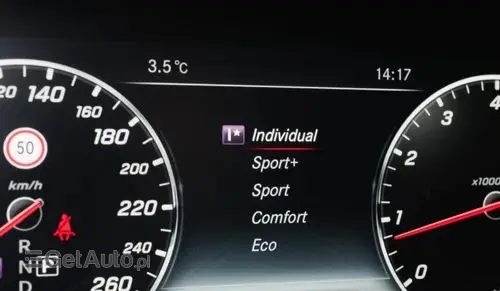 3.5°C
14:17
120
140
160
180
200
220
240
260
50
km/h
R
N
D
P
Individual
Sport+
Sport
Comfort
Eco
4
3
2
1
0
x1000
GetAuto.pl